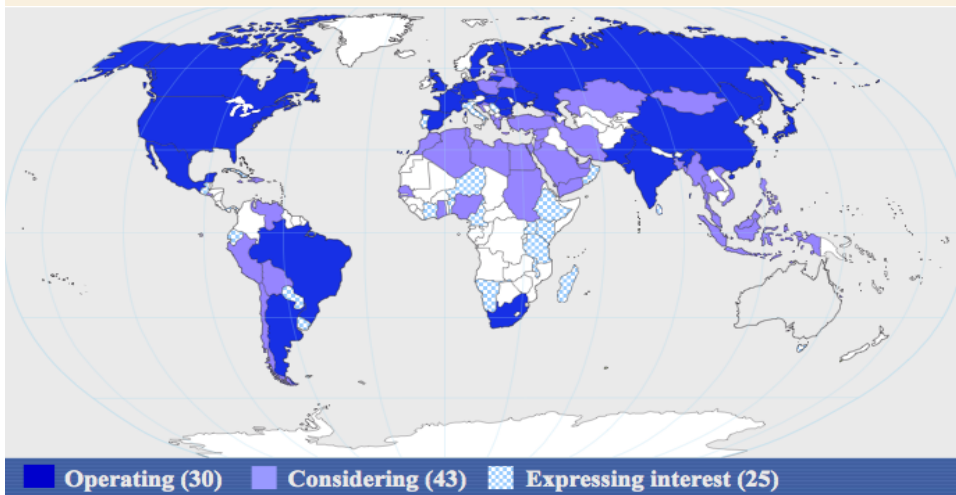 Operating (30) Considering (43) Expressing interest (25)